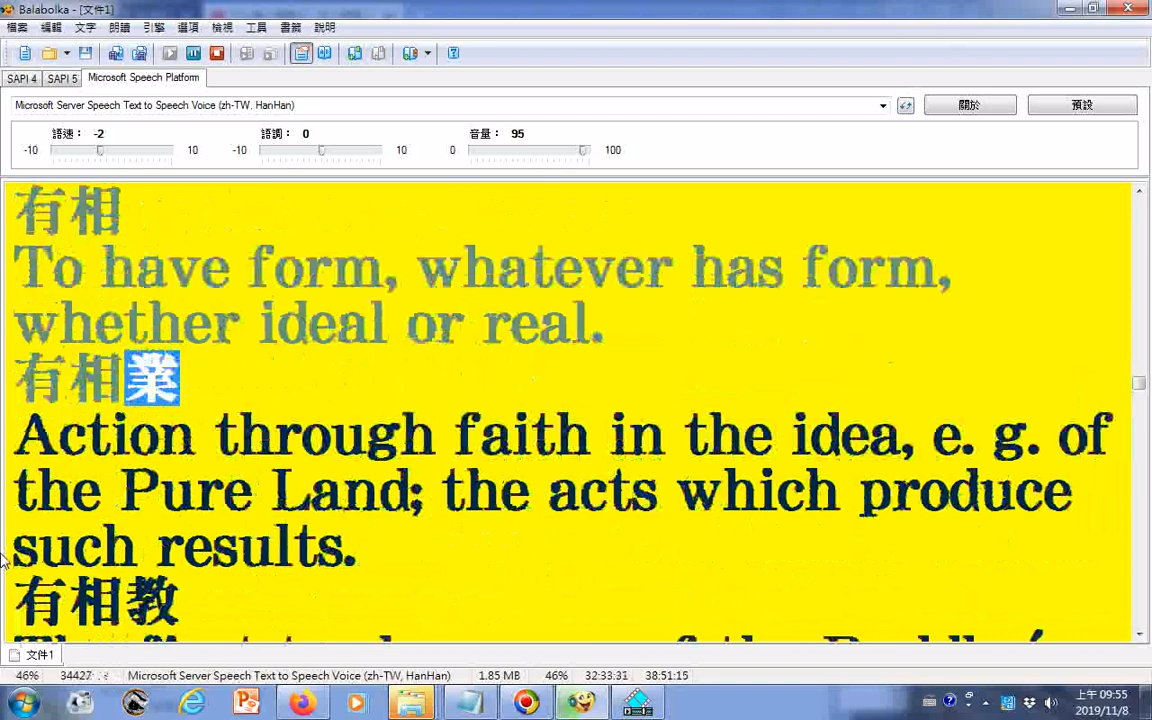 Balabolka - [文件1]
檔案 編輯 文字 朗讀 引擎 選項 檢視 工具 書籤 說明
SAPI 4 SAPI 5 Microsoft Speech Platform
Microsoft Server Speech Text to Speech Voice (zh-TW, HanHan) 關於 預設
語速： -2 語調： 0 音量： 95
-10 10 -10 10 0 100
有相
To have form, whatever has form,
whether ideal or real.
有相業
Action through faith in the idea, e. g. of
the Pure Land; the acts which produce
such results.
有相教
文件1
46% Microsoft Server Speech Text to Speech Voice (zh-TW, HanHan) 1.85 MB 46% 32:33:31 38:51:15
上午 09:55
2019/11/8